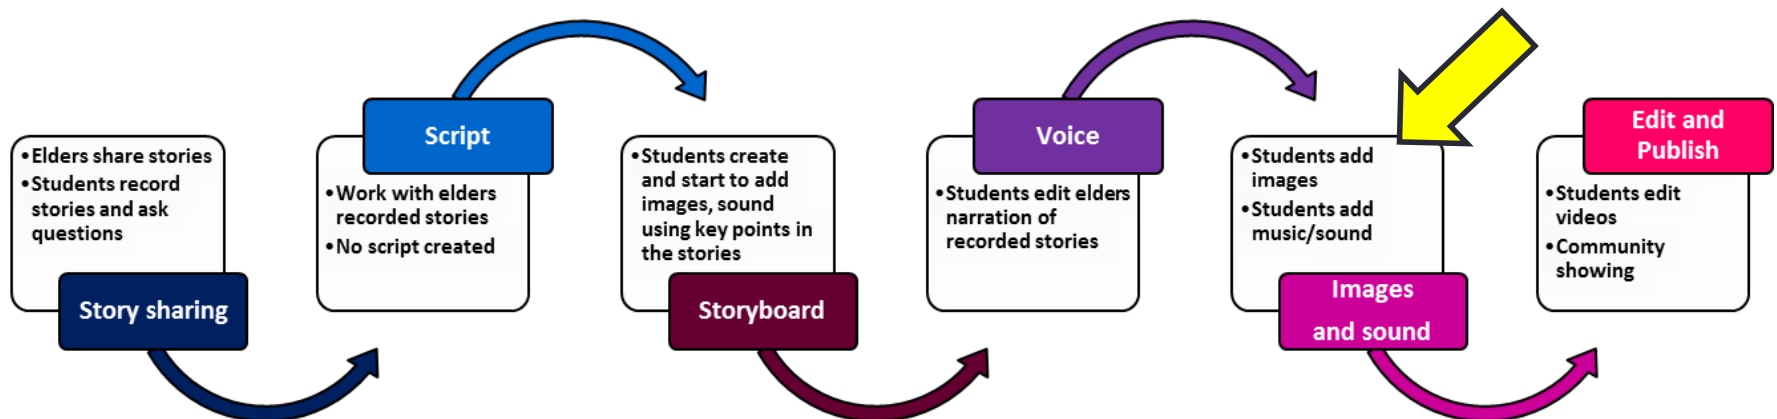 •Elders share stories
•Students record
stories and ask
questions
Story sharing
Script
•Work with elders
recorded stories
•No script created
•Students create
and start to add
images, sound
using key points in
the stories
Storyboard
Voice
•Students edit elders
narration of
recorded stories
•Students add
images
•Students add
music/sound
Images
and sound
Edit and
Publish
•Students edit
videos
•Community
showing